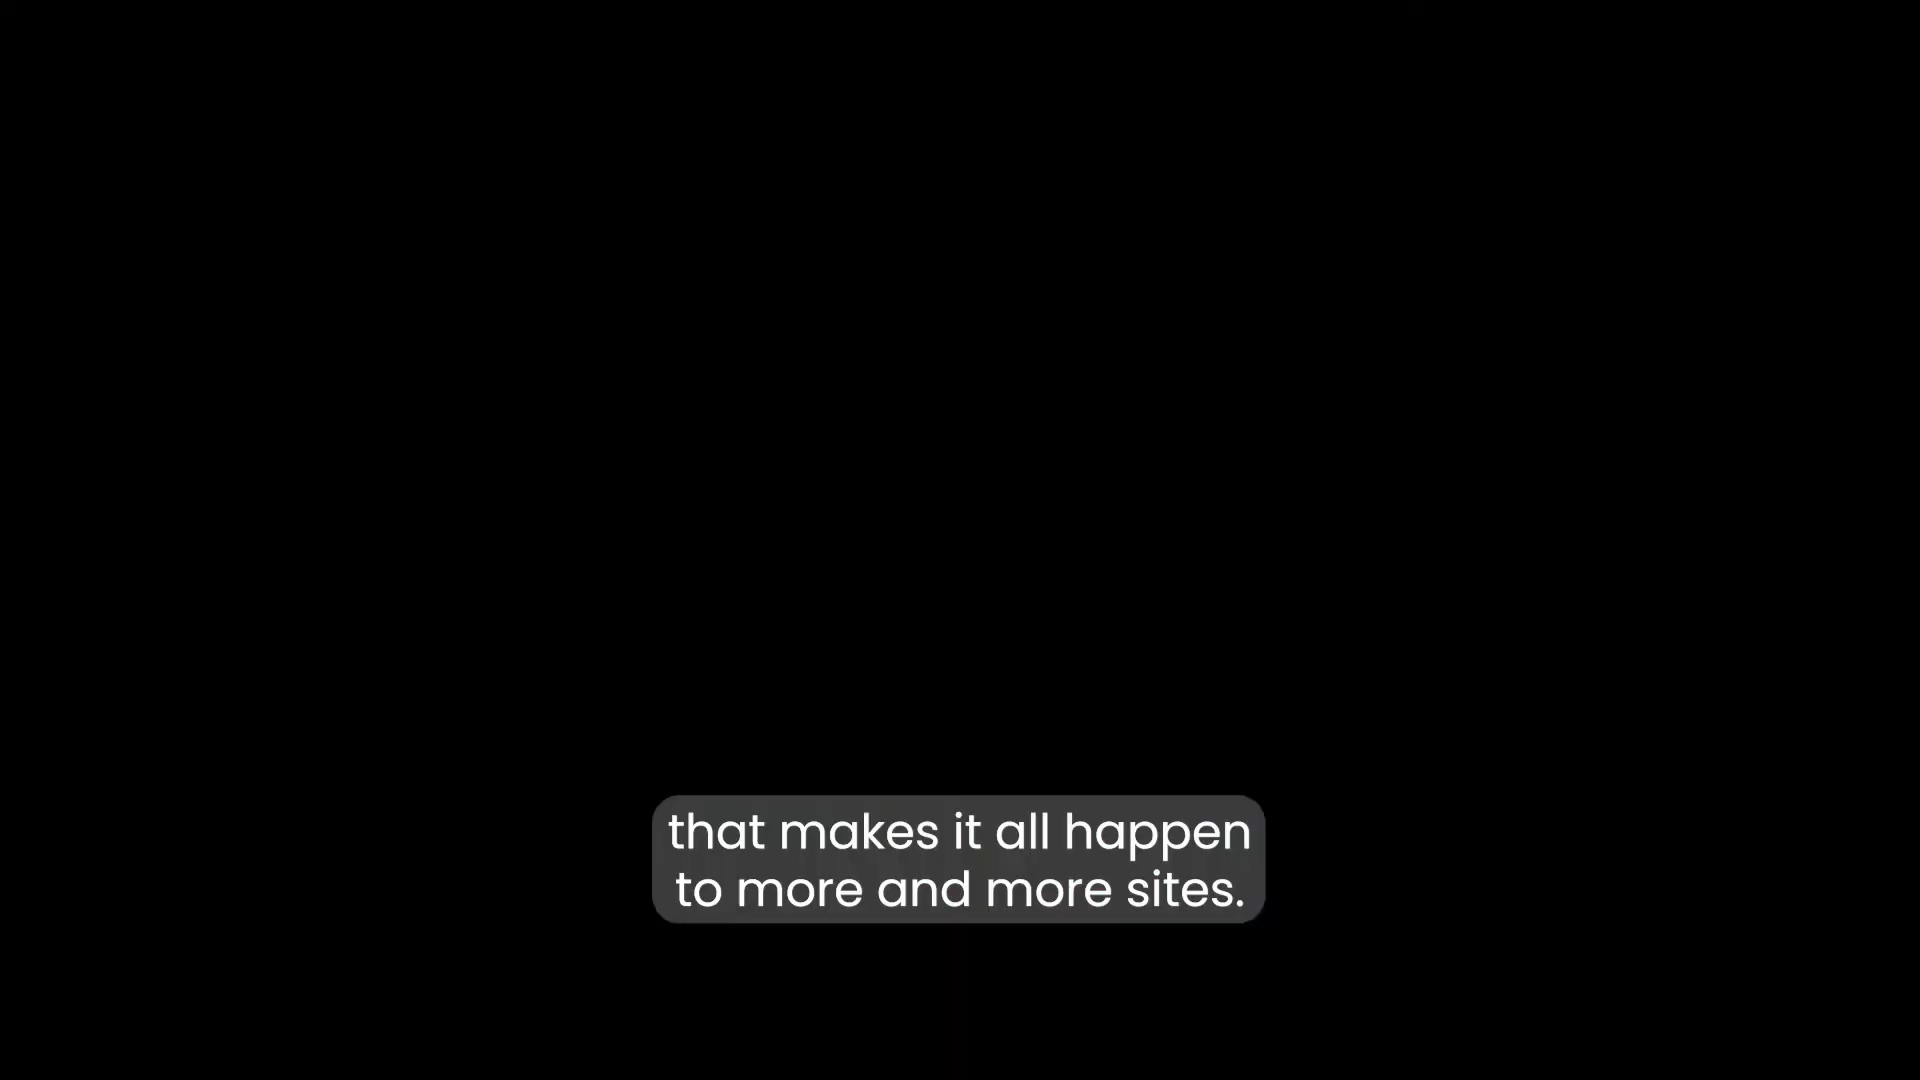 that makes it all happen
to more and more sites.